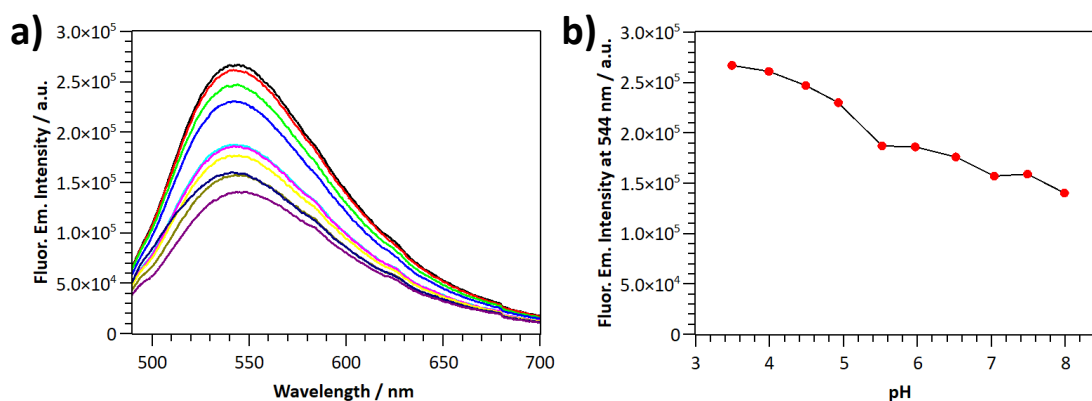 a)
Fluor. Em. Intensity / a.u.
3.0×10⁵
2.5×10⁵
2.0×10⁵
1.5×10⁵
1.0×10⁵
5.0×10⁴
0
500 550 600 650 700
Wavelength / nm
b)
Fluor. Em. Intensity at 544 nm / a.u.
3.0×10⁵
2.5×10⁵
2.0×10⁵
1.5×10⁵
1.0×10⁵
5.0×10⁴
0
3 4 5 6 7 8
pH